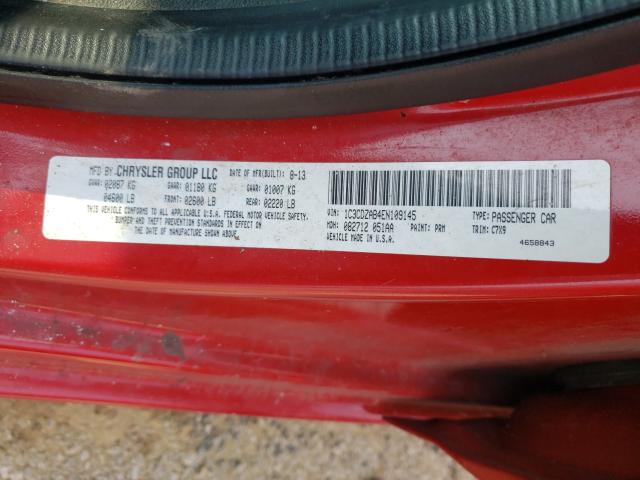 MFD BY CHRYSLER GROUP LLC DATE OF MFR(BUILT): 8-13
GVWR: 02087 KG GAWR: 01180 KG GAWR: 01007 KG
04600 LB FRONT: 02600 LB REAR: 02220 LB
THIS VEHICLE CONFORMS TO ALL APPLICABLE U.S.A. FEDERAL MOTOR VEHICLE SAFETY,
BUMPER AND THEFT PREVENTION STANDARDS IN EFFECT ON
THE DATE OF MANUFACTURE SHOWN ABOVE.
VIN: 1C3CDZAB4EN109145 TYPE: PASSENGER CAR
MDH: 082712 051AA PAINT: PRM TRIM: C7X9
VEHICLE MADE IN U.S.A. 4658843